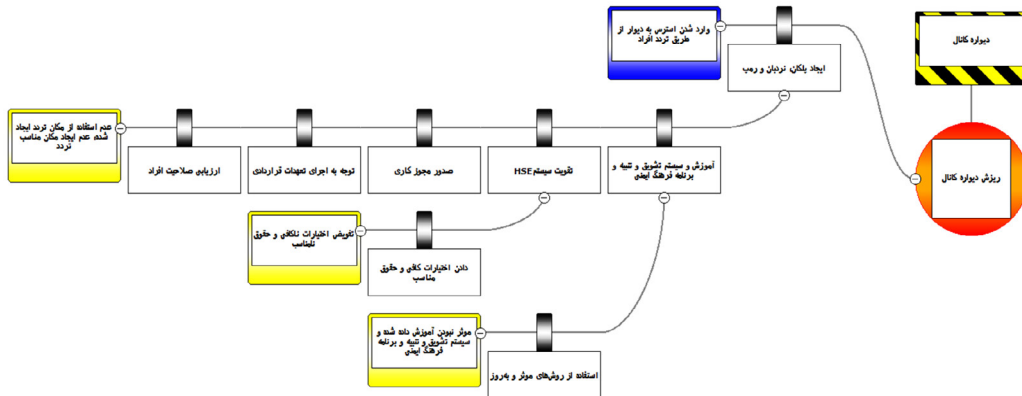 دیواره کانال
ریزش دیواره کانال
وارد شدن استرس به دیوار از
طریق تردد افراد
ایجاد پلکان، نردبان و رمپ
عدم استفاده از مکان تردد ایجاد
شده، عدم ایجاد مکان مناسب
تردد
ارزیابی صلاحیت افراد
توجه به اجرای تعهدات قراردادی
صدور مجوز کاری
تقویت سیستم HSE
آموزش و سیستم تشویق و تنبیه و
برنامه فرهنگ ایمنی
تفویض اختیارات ناکافی و حقوق
نامناسب
دادن اختیارات کافی و حقوق
مناسب
موثر نبودن آموزش داده شده و
سیستم تشویق و تنبیه و برنامه
فرهنگ ایمنی
استفاده از روش‌های موثر و به‌روز